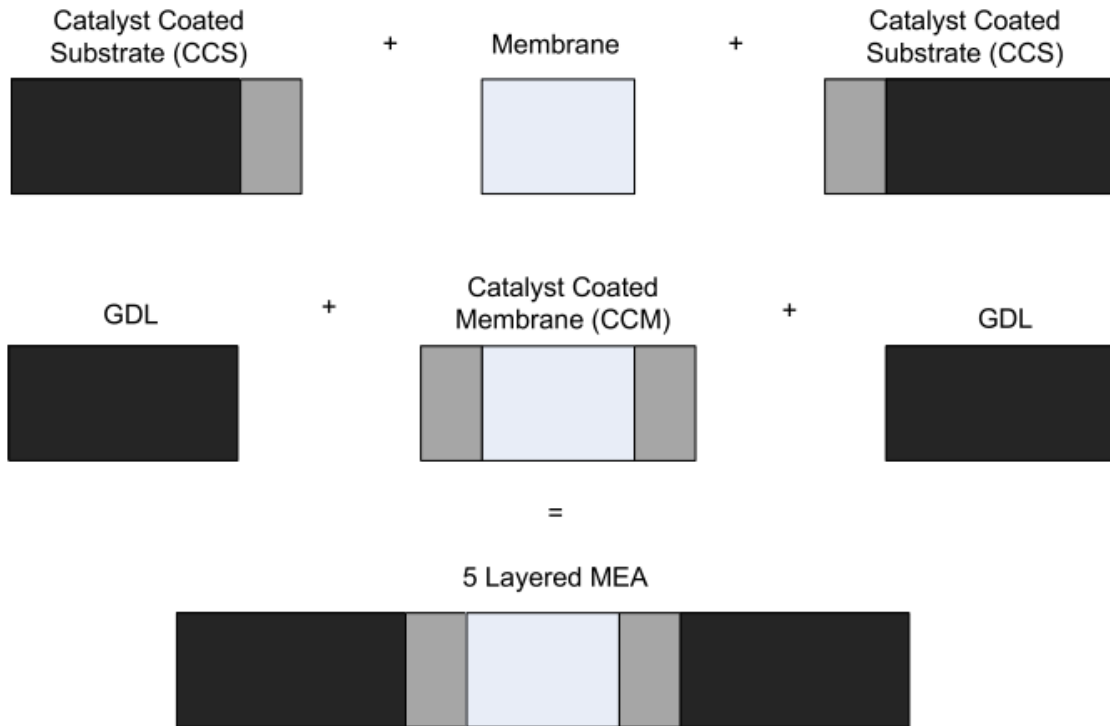 Catalyst Coated
Substrate (CCS)
+
Membrane
+
Catalyst Coated
Substrate (CCS)
GDL
+
Catalyst Coated
Membrane (CCM)
+
GDL
=
5 Layered MEA